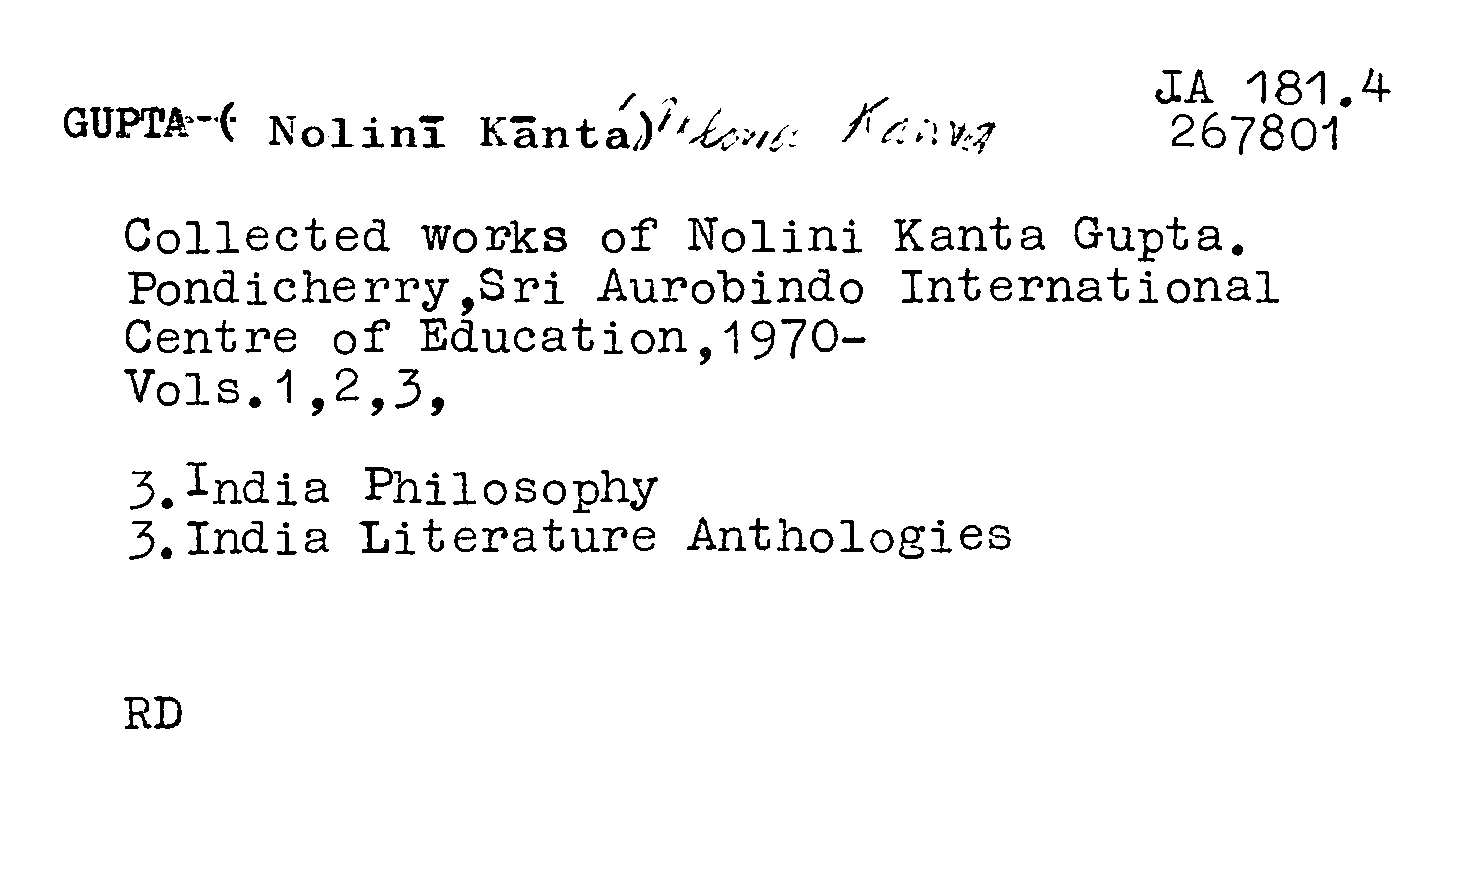 GUPTA-( Nolinī Kānta) Kanta
JA 181.4
267801
Collected works of Nolini Kanta Gupta.
Pondicherry,Sri Aurobindo International
Centre of Education,1970-
Vols.1,2,3,
3.India Philosophy
3.India Literature Anthologies
RD